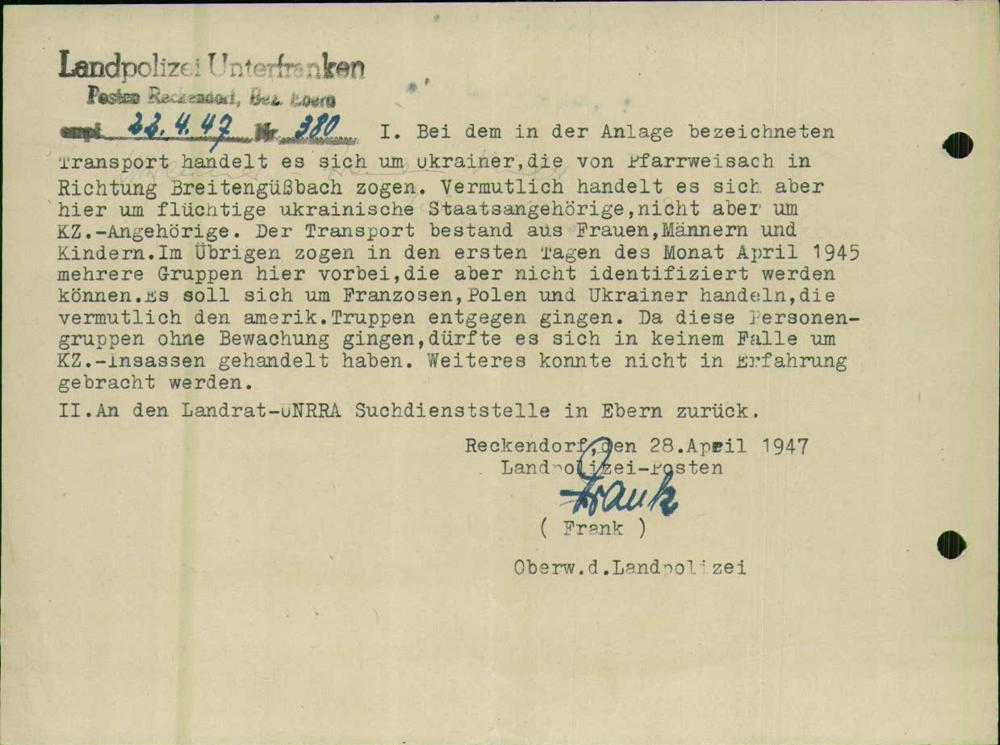 Landpolizei Unterfranken
Posten Reckendorf, Bez. Ebern
empf. 22.4.47 Nr. 380 I. Bei dem in der Anlage bezeichneten
Transport handelt es sich um Ukrainer,die von Pfarrweisach in
Richtung Breitengüßbach zogen. Vermutlich handelt es sich aber
hier um flüchtige ukrainische Staatsangehörige,nicht aber um
KZ.-Angehörige. Der Transport bestand aus Frauen,Männern und
Kindern.Im Übrigen zogen in den ersten Tagen des Monat April 1945
mehrere Gruppen hier vorbei,die aber nicht identifiziert werden
können.Es soll sich um Franzosen,Polen und Ukrainer handeln,die
vermutlich den amerik.Truppen entgegen gingen. Da diese Personen-
gruppen ohne Bewachung gingen,dürfte es sich in keinem Falle um
KZ.-Insassen gehandelt haben. Weiteres konnte nicht in Erfahrung
gebracht werden.
II.An den Landrat-UNRRA Suchdienststelle in Ebern zurück.
Reckendorf,den 28.April 1947
Landpolizei-Posten
Frank
( Frank )
Oberw.d.Landpolizei